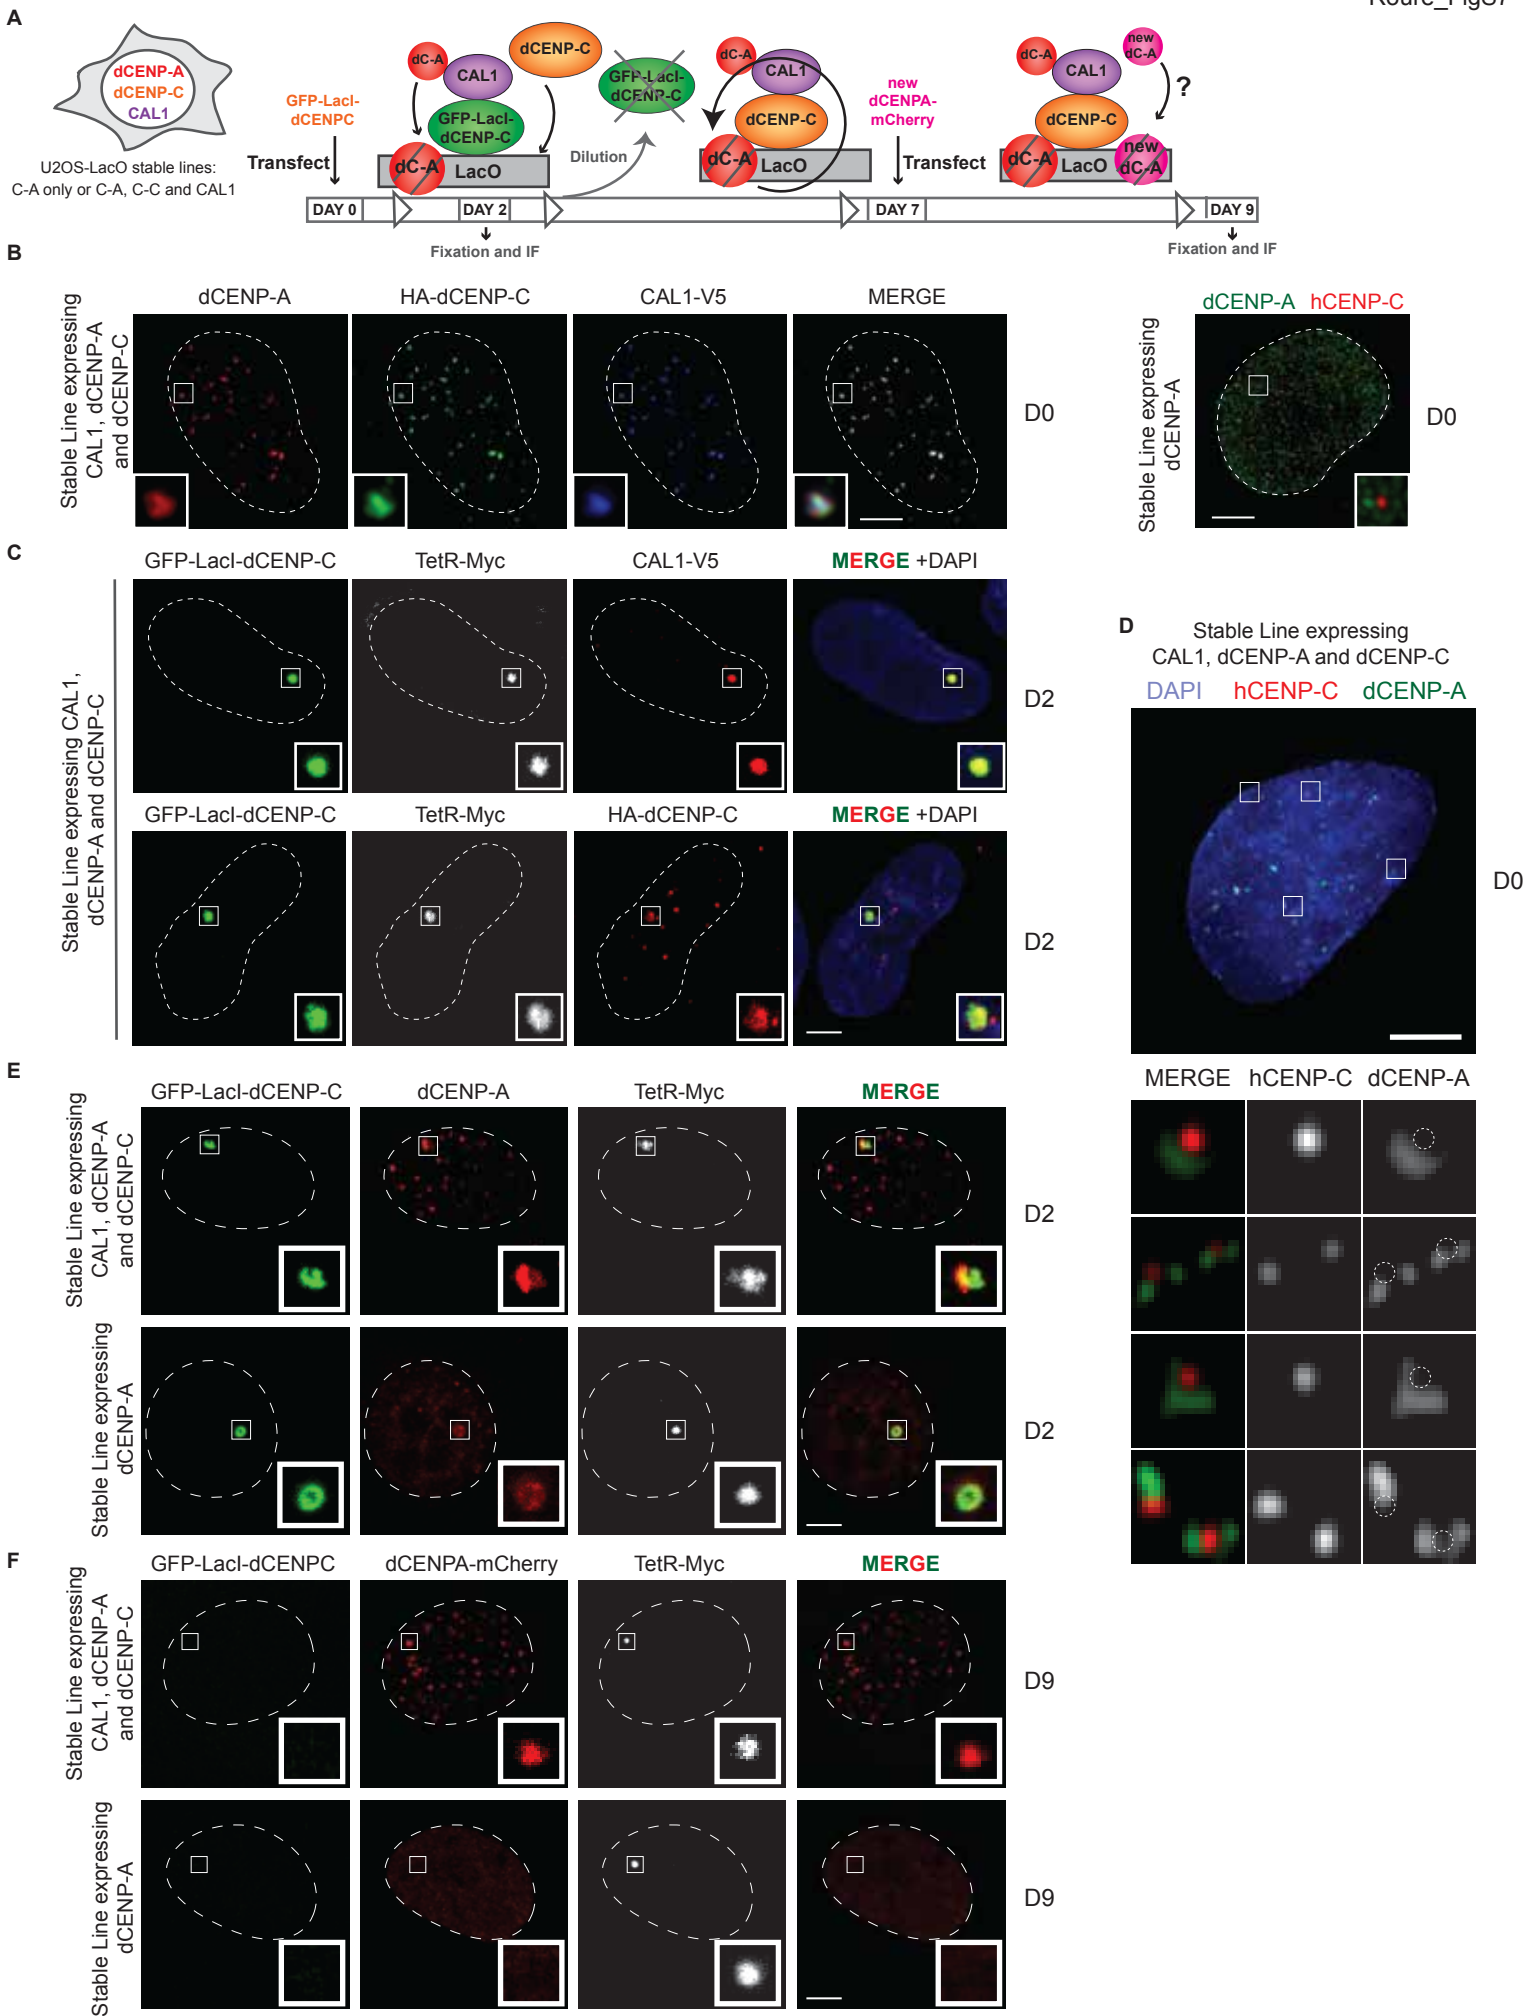 A
dCENP-A
dCENP-C
CAL1
U2OS-LacO stable lines:
C-A only or C-A, C-C and CAL1
GFP-LacI-
dCENPC
Transfect
dC-A
CAL1
dCENP-C
GFP-LacI-
dCENP-C
dC-A
LacO
GFP-LacI-
dCENP-C
Dilution
dC-A
CAL1
dCENP-C
dC-A
LacO
new
dCENPA-
mCherry
Transfect
dC-A
CAL1
new
dC-A
?
dCENP-C
dC-A
LacO
new
dC-A
DAY 0
DAY 2
DAY 7
DAY 9
Fixation and IF
Fixation and IF
B
Stable Line expressing
CAL1, dCENP-A
and dCENP-C
dCENP-A
HA-dCENP-C
CAL1-V5
MERGE
D0
Stable Line expressing
dCENP-A
dCENP-A hCENP-C
D0
C
Stable Line expressing CAL1,
dCENP-A and dCENP-C
GFP-LacI-dCENP-C
TetR-Myc
CAL1-V5
MERGE +DAPI
D2
GFP-LacI-dCENP-C
TetR-Myc
HA-dCENP-C
MERGE +DAPI
D2
D
Stable Line expressing
CAL1, dCENP-A and dCENP-C
DAPI hCENP-C dCENP-A
D0
MERGE hCENP-C dCENP-A
E
Stable Line expressing
CAL1, dCENP-A
and dCENP-C
GFP-LacI-dCENP-C
dCENP-A
TetR-Myc
MERGE
D2
Stable Line expressing
dCENP-A
D2
F
Stable Line expressing
CAL1, dCENP-A
and dCENP-C
GFP-LacI-dCENPC
dCENPA-mCherry
TetR-Myc
MERGE
D9
Stable Line expressing
dCENP-A
D9